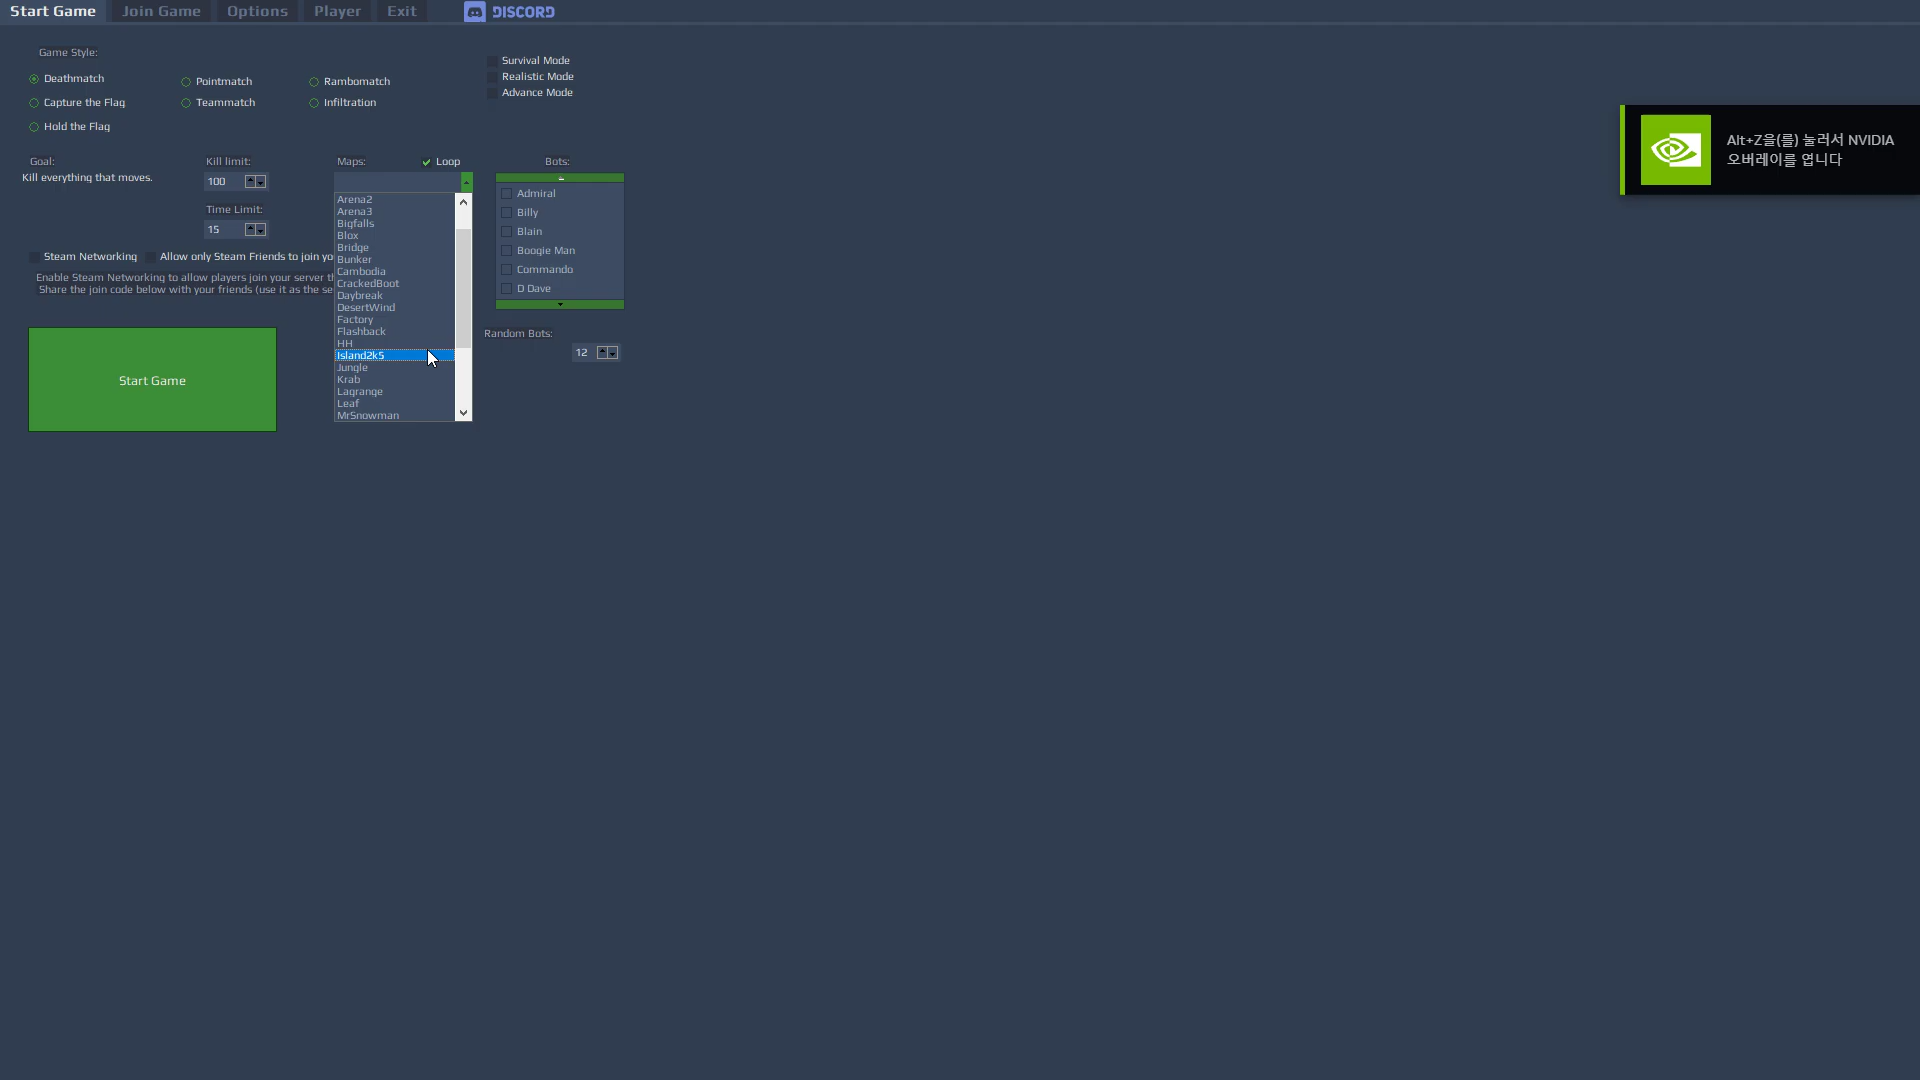 Start Game Join Game Options Player Exit DISCORD
Game Style:
Deathmatch Pointmatch Rambomatch
Capture the Flag Teammatch Infiltration
Hold the Flag
Survival Mode
Realistic Mode
Advance Mode
Goal:
Kill everything that moves.
Kill limit:
100
Time Limit:
15
Maps: Loop
Arena2
Arena3
Bigfalls
Blox
Bridge
Bunker
Cambodia
CrackedBoot
Daybreak
DesertWind
Factory
Flashback
HH
Island2k5
Jungle
Krab
Lagrange
Leaf
MrSnowman
Bots:
Admiral
Billy
Blain
Boogie Man
Commando
D Dave
Random Bots:
12
Steam Networking Allow only Steam Friends to join yo
Enable Steam Networking to allow players join your server th
Share the join code below with your friends (use it as the se
Start Game
Alt+Z을(를) 눌러서 NVIDIA
오버레이를 엽니다